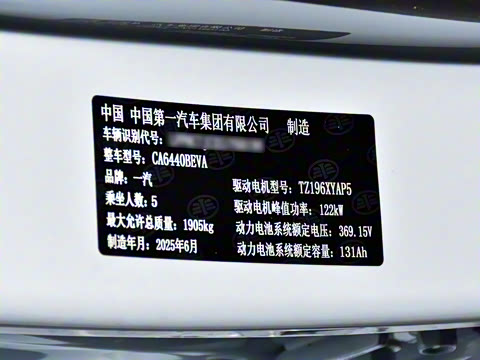 中国 中国第一汽车集团有限公司 制造
车辆识别代号:
整车型号: CA6440BEVA
品牌: 一汽
驱动电机型号: TZ196XYAP5
乘坐人数: 5
驱动电机峰值功率: 122kW
最大允许总质量: 1905kg
动力电池系统额定电压: 369.15V
制造年月: 2025年6月
动力电池系统额定容量: 131Ah